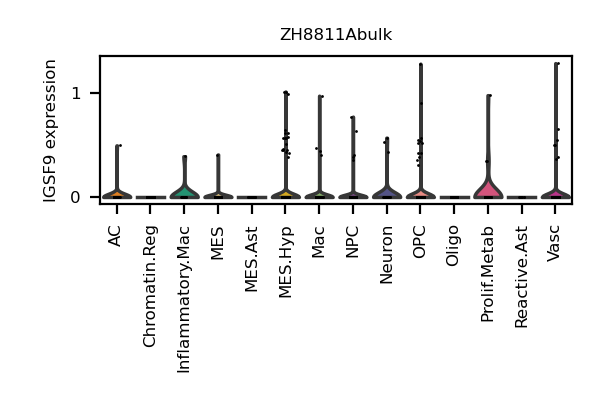 ZH8811Abulk
IGSF9 expression
1
0
AC
Chromatin.Reg
Inflammatory.Mac
MES
MES.Ast
MES.Hyp
Mac
NPC
Neuron
OPC
Oligo
Prolif.Metab
Reactive.Ast
Vasc